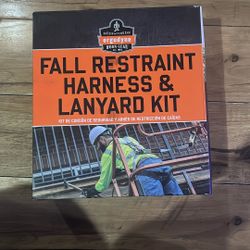 ergodyne
FALL RESTRAINT
HARNESS &
LANYARD KIT